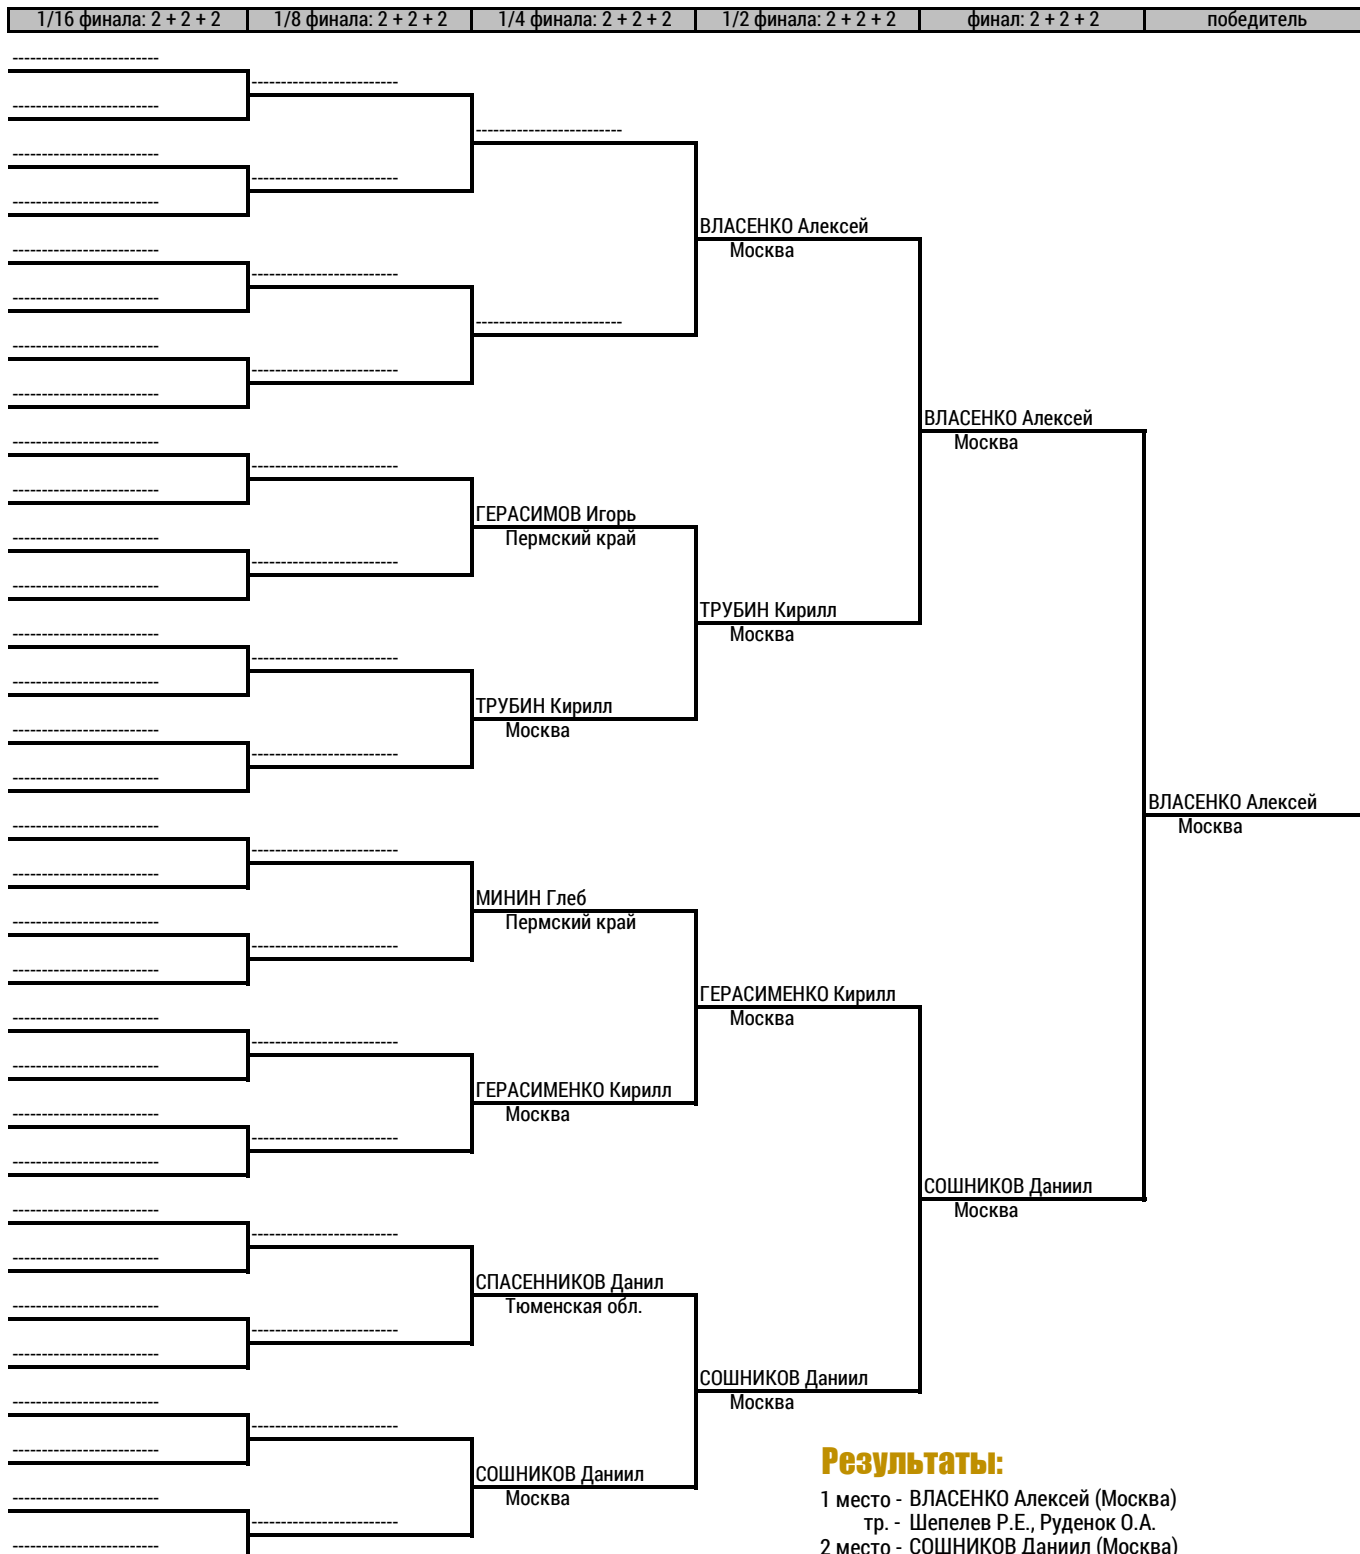 1/16 финала: 2 + 2 + 2 1/8 финала: 2 + 2 + 2 1/4 финала: 2 + 2 + 2 1/2 финала: 2 + 2 + 2 финал: 2 + 2 + 2 победитель
ВЛАСЕНКО Алексей
Москва
ВЛАСЕНКО Алексей
Москва
ГЕРАСИМОВ Игорь
Пермский край
ТРУБИН Кирилл
Москва
ТРУБИН Кирилл
Москва
ВЛАСЕНКО Алексей
Москва
МИНИН Глеб
Пермский край
ГЕРАСИМЕНКО Кирилл
Москва
ГЕРАСИМЕНКО Кирилл
Москва
СОШНИКОВ Даниил
Москва
СПАСЕННИКОВ Данил
Тюменская обл.
СОШНИКОВ Даниил
Москва
СОШНИКОВ Даниил
Москва
Результаты:
1 место - ВЛАСЕНКО Алексей (Москва)
тр. - Шепелев Р.Е., Руденок О.А.
2 место - СОШНИКОВ Даниил (Москва)